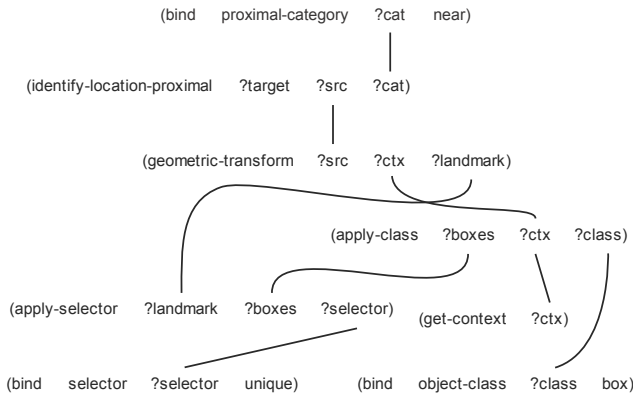 (bind proximal-category ?cat near)
(identify-location-proximal ?target ?src ?cat)
(geometric-transform ?src ?ctx ?landmark)
(apply-class ?boxes ?ctx ?class)
(apply-selector ?landmark ?boxes ?selector)
(get-context ?ctx)
(bind selector ?selector unique)
(bind object-class ?class box)